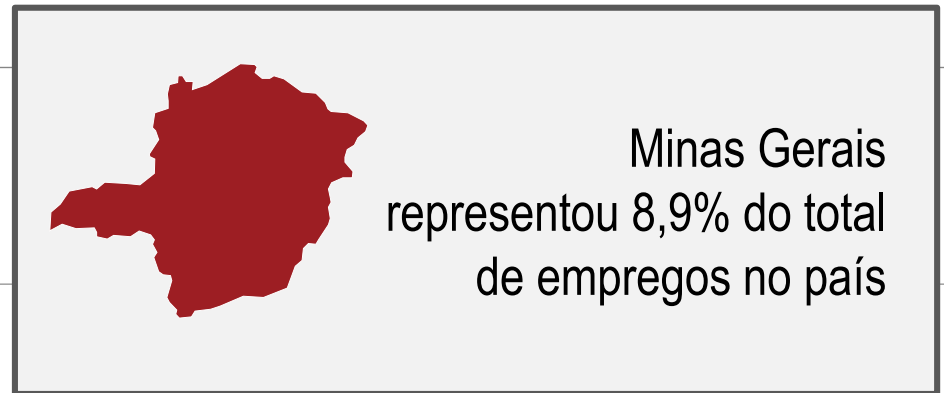 Minas Gerais
representou 8,9% do total
de empregos no país